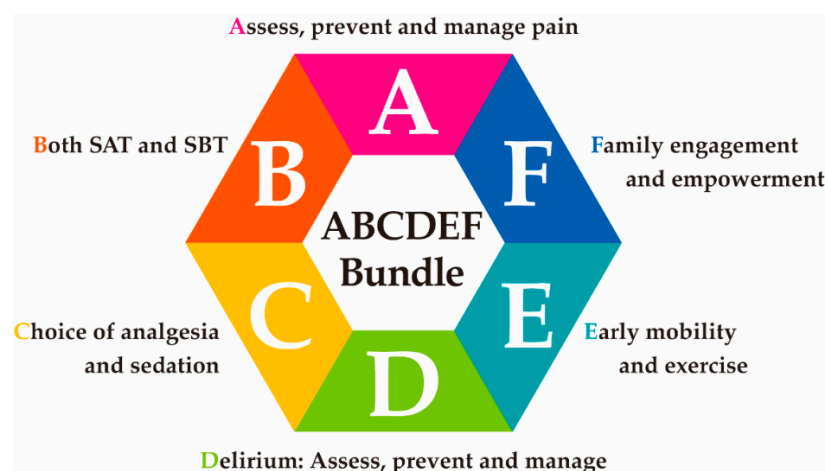 Assess, prevent and manage pain
A
Both SAT and SBT
B
F
Family engagement
and empowerment
ABCDEF
Bundle
Choice of analgesia
and sedation
C
E
Early mobility
and exercise
D
Delirium: Assess, prevent and manage